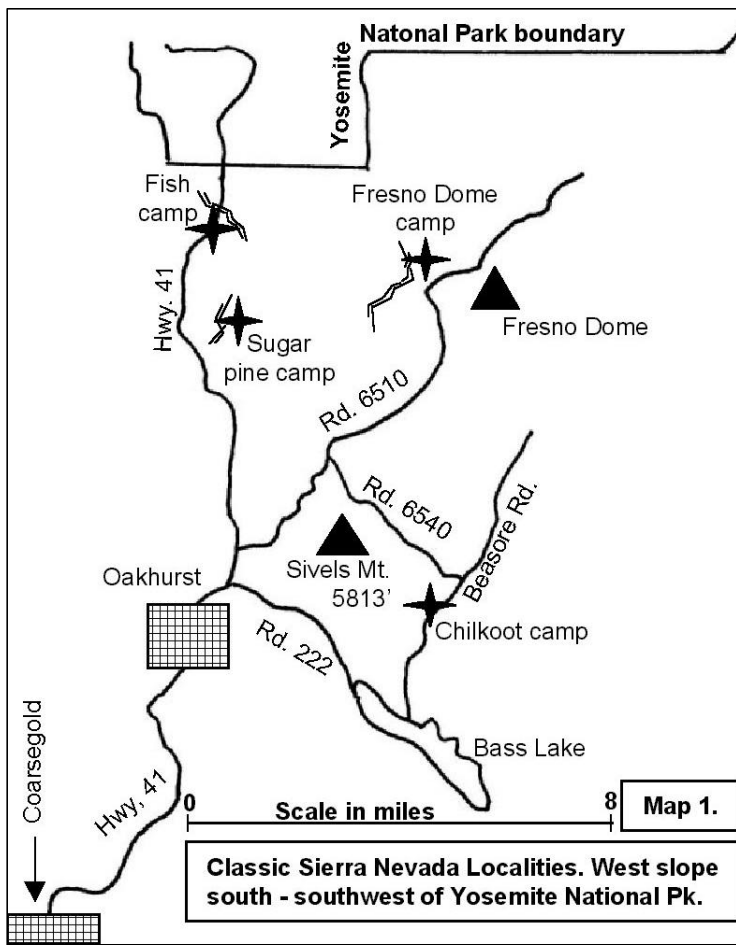 Natonal Park boundary
Yosemite
Fish
camp
Fresno Dome
camp
Hwy. 41
Fresno Dome
Sugar
pine camp
Rd. 6510
Rd. 6540
Beasore Rd.
Oakhurst
Sivels Mt.
5813'
Chilkoot camp
Rd. 222
Bass Lake
Coarsegold
Hwy, 41
0
Scale in miles
8
Map 1.
Classic Sierra Nevada Localities. West slope
south - southwest of Yosemite National Pk.